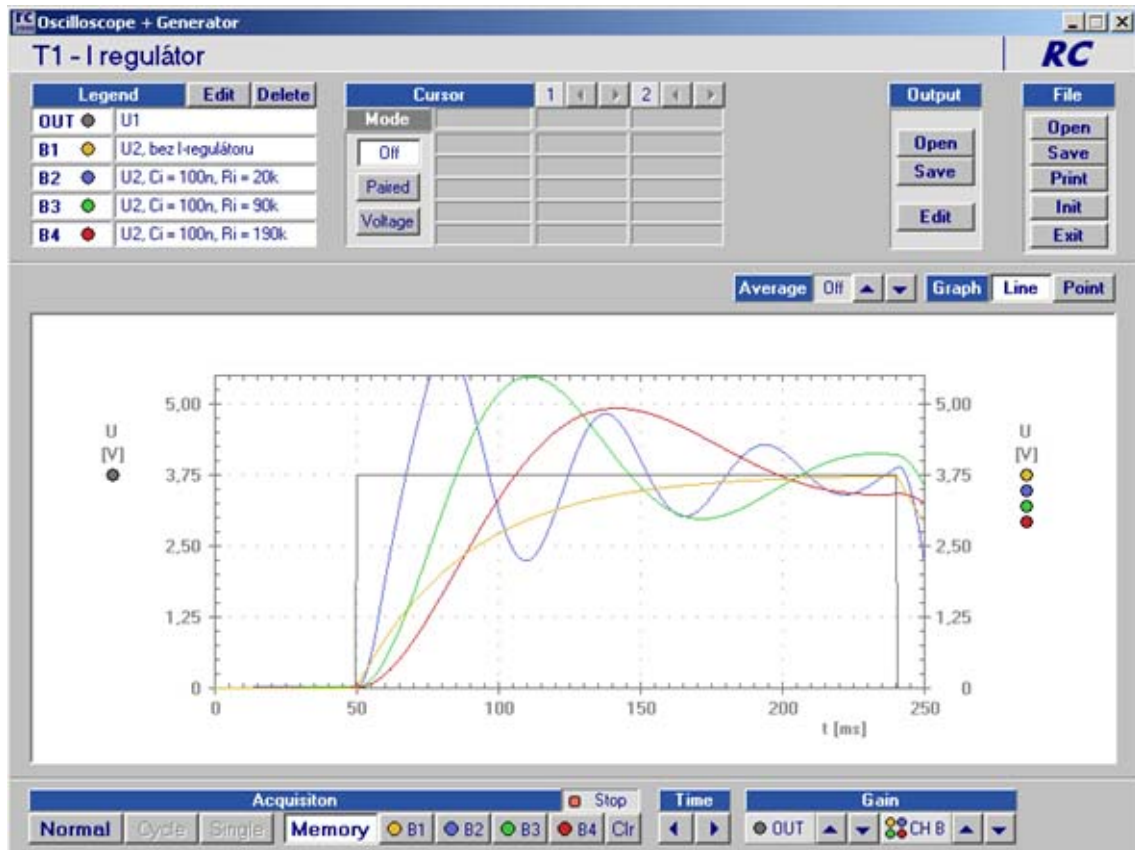 Oscilloscope + Generator
T1 - I regulátor
RC
Legend Edit Delete
OUT U1
B1 U2, bez I-regulátoru
B2 U2, Ci = 100n, Ri = 20k
B3 U2, Ci = 100n, Ri = 90k
B4 U2, Ci = 100n, Ri = 190k
Cursor 1 2
Mode
Off
Paired
Voltage
Output
Open
Save
Edit
File
Open
Save
Print
Init
Exit
Average Off Graph Line Point
5,00 5,00
U [V] U [V]
3,75 3,75
2,50 2,50
1,25 1,25
0 0
0 50 100 150 200 250
t [ms]
Acquisiton Stop Time Gain
Normal Cycle Single Memory B1 B2 B3 B4 Clr OUT CH B